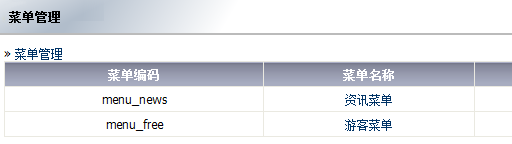 菜单管理
» 菜单管理
菜单编码 菜单名称
menu_news 资讯菜单
menu_free 游客菜单